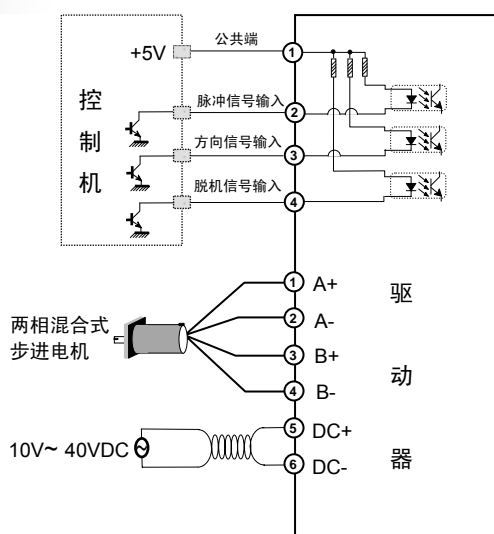 公共端
+5V
1
控制机
脉冲信号输入
2
方向信号输入
3
脱机信号输入
4
驱动器
1 A+
2 A-
两相混合式
步进电机
3 B+
4 B-
5 DC+
10V~ 40VDC
6 DC-